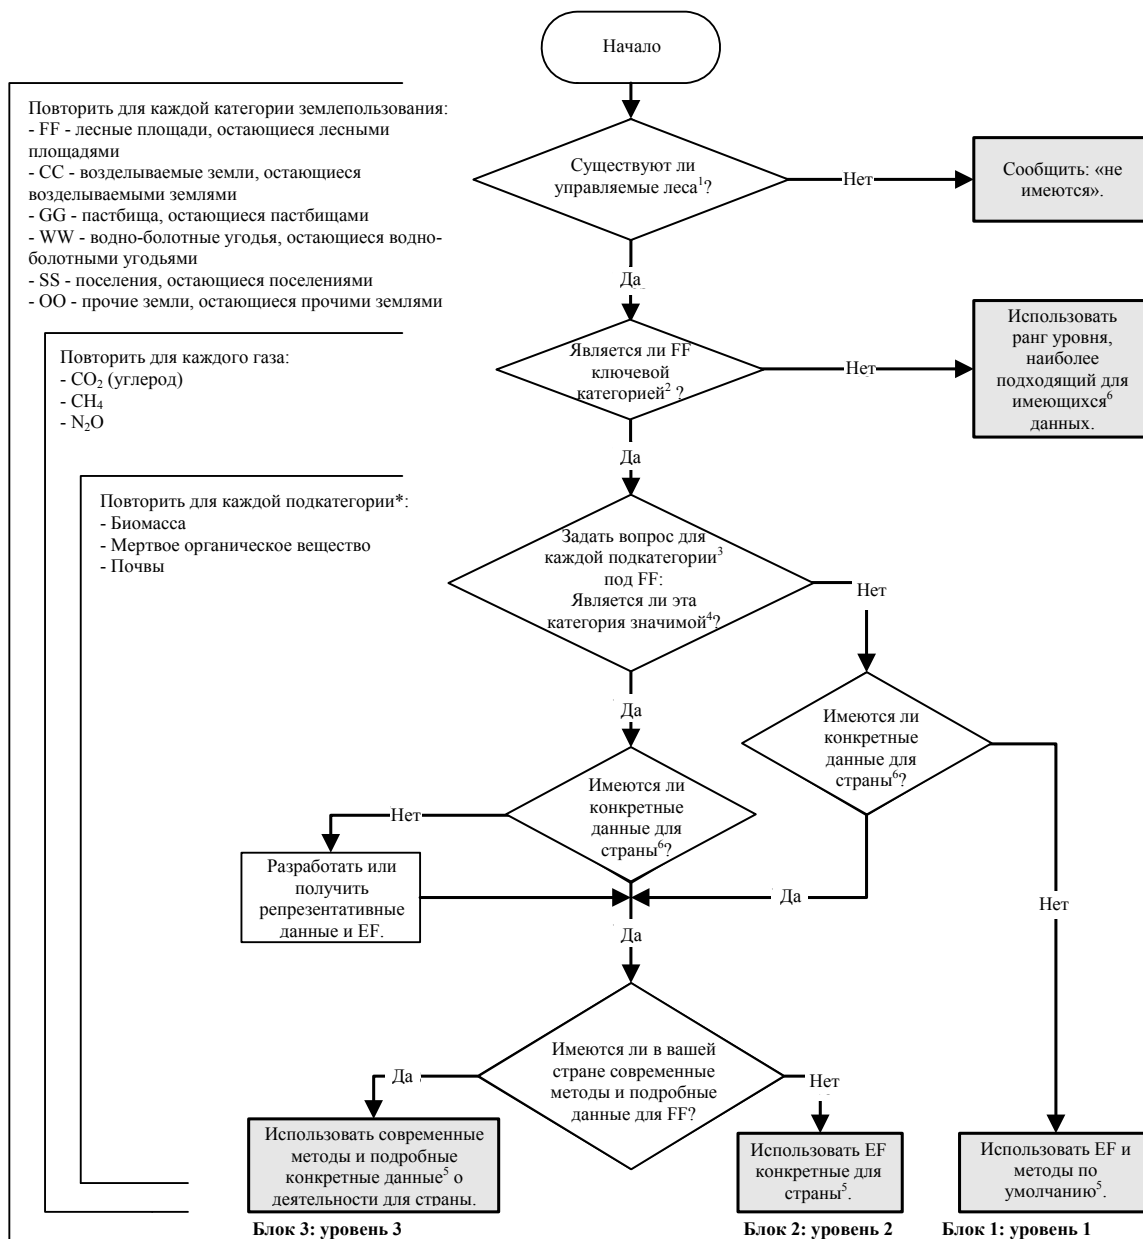 Начало
Повторить для каждой категории землепользования:
- FF - лесные площади, остающиеся лесными
площадями
- CC - возделываемые земли, остающиеся
возделываемыми землями
- GG - пастбища, остающиеся пастбищами
- WW - водно-болотные угодья, остающиеся водно-
болотными угодьями
- SS - поселения, остающиеся поселениями
- OO - прочие земли, остающиеся прочими землями
Существуют ли
управляемые леса¹?
Нет
Сообщить: «не
имеются».
Да
Повторить для каждого газа:
- CO₂ (углерод)
- CH₄
- N₂O
Является ли FF
ключевой
категорией² ?
Нет
Использовать
ранг уровня,
наиболее
подходящий для
имеющихся⁶
данных.
Да
Повторить для каждой подкатегории*:
- Биомасса
- Мертвое органическое вещество
- Почвы
Задать вопрос для
каждой подкатегории³
под FF:
Является ли эта
категория значимой⁴?
Нет
Да
Имеются ли
конкретные
данные для
страны⁶?
Имеются ли
конкретные
данные для
страны⁶?
Нет
Разработать или
получить
репрезентативные
данные и EF.
Да
Нет
Да
Имеются ли в вашей
стране современные
методы и подробные
данные для FF?
Да
Нет
Использовать современные
методы и подробные
конкретные данные⁵ о
деятельности для страны.
Использовать EF
конкретные для
страны⁵.
Использовать EF и
методы по
умолчанию⁵.
Блок 3: уровень 3
Блок 2: уровень 2
Блок 1: уровень 1